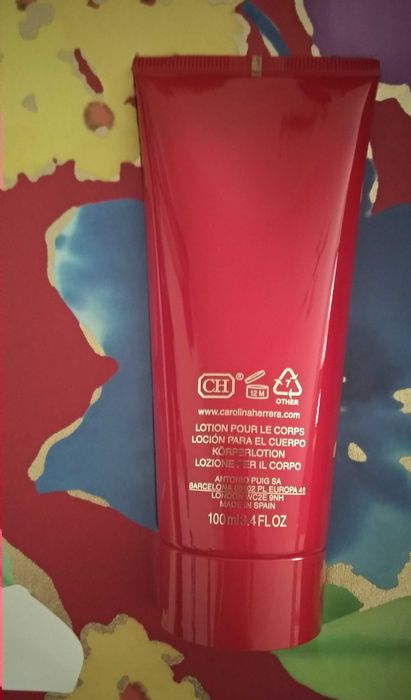 CH®
12 M
7
OTHER
www.carolinaherrera.com
LOTION POUR LE CORPS
LOCIÓN PARA EL CUERPO
KÖRPERLOTION
LOZIONE PER IL CORPO
ANTONIO PUIG SA
BARCELONA 08902 PL EUROPA 46
LONDON WC2E 9NH
MADE IN SPAIN
100 ml 3.4 FL OZ